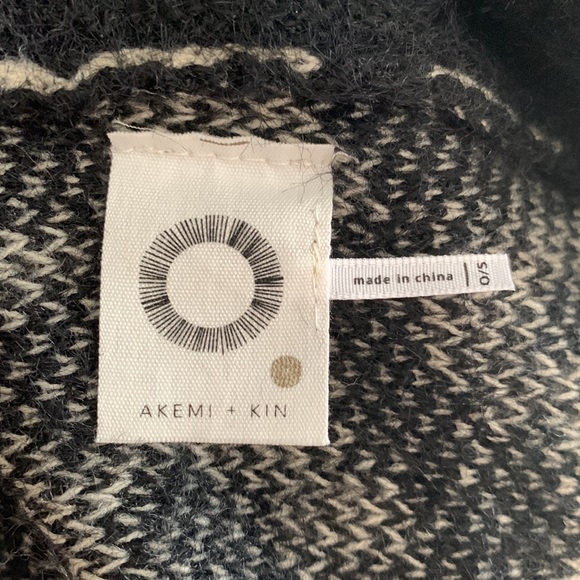 AKEMI + KIN
made in china
O/S